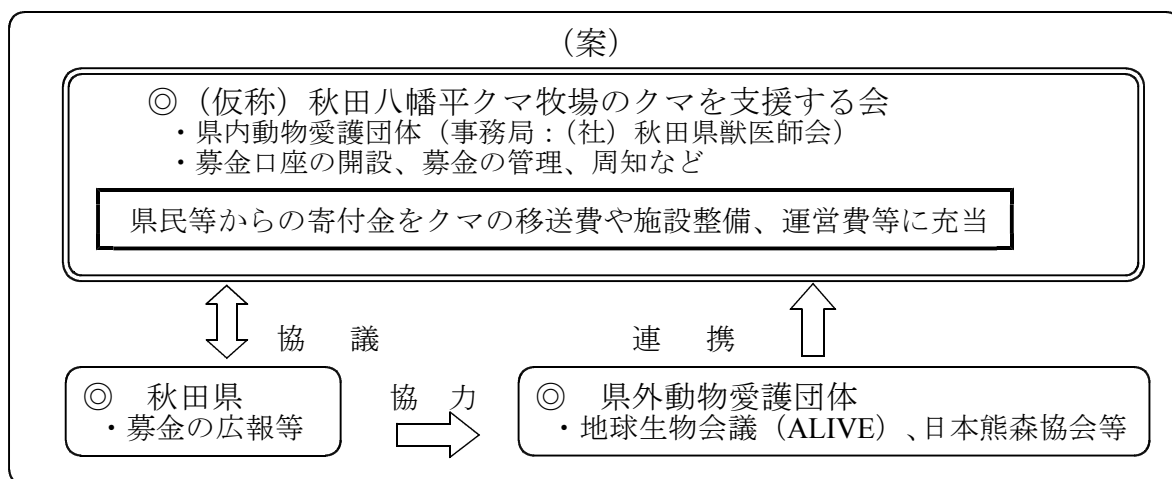 （案）
◎（仮称）秋田八幡平クマ牧場のクマを支援する会
・県内動物愛護団体（事務局：（社）秋田県獣医師会）
・募金口座の開設、募金の管理、周知など
県民等からの寄付金をクマの移送費や施設整備、運営費等に充当
協　議
連　携
◎　秋田県
・募金の広報等
協　力
◎　県外動物愛護団体
・地球生物会議（ALIVE）、日本熊森協会等